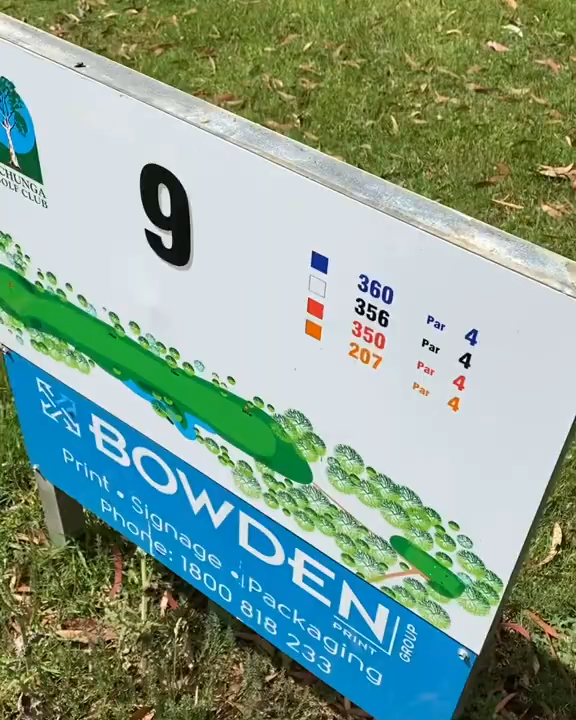 CHUNGA
GOLF CLUB
9
360 Par 4
356 Par 4
350 Par 4
207 Par 4
BOWDEN
PRINT GROUP
Print • Signage • Packaging
Phone: 1800 818 233